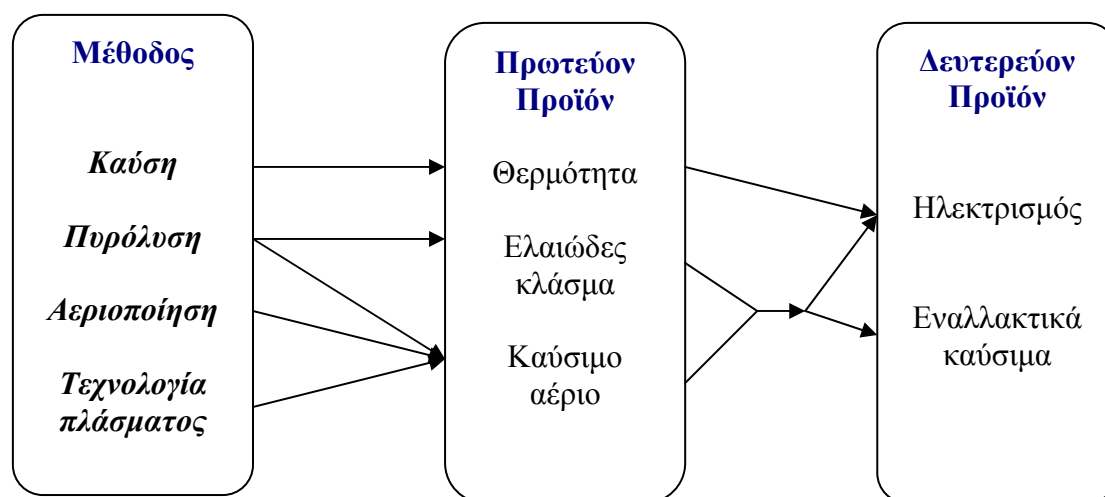 Μέθοδος
Καύση
Πυρόλυση
Αεριοποίηση
Τεχνολογία
πλάσματος
Πρωτεύον
Προϊόν
Θερμότητα
Ελαιώδες
κλάσμα
Καύσιμο
αέριο
Δευτερεύον
Προϊόν
Ηλεκτρισμός
Εναλλακτικά
καύσιμα